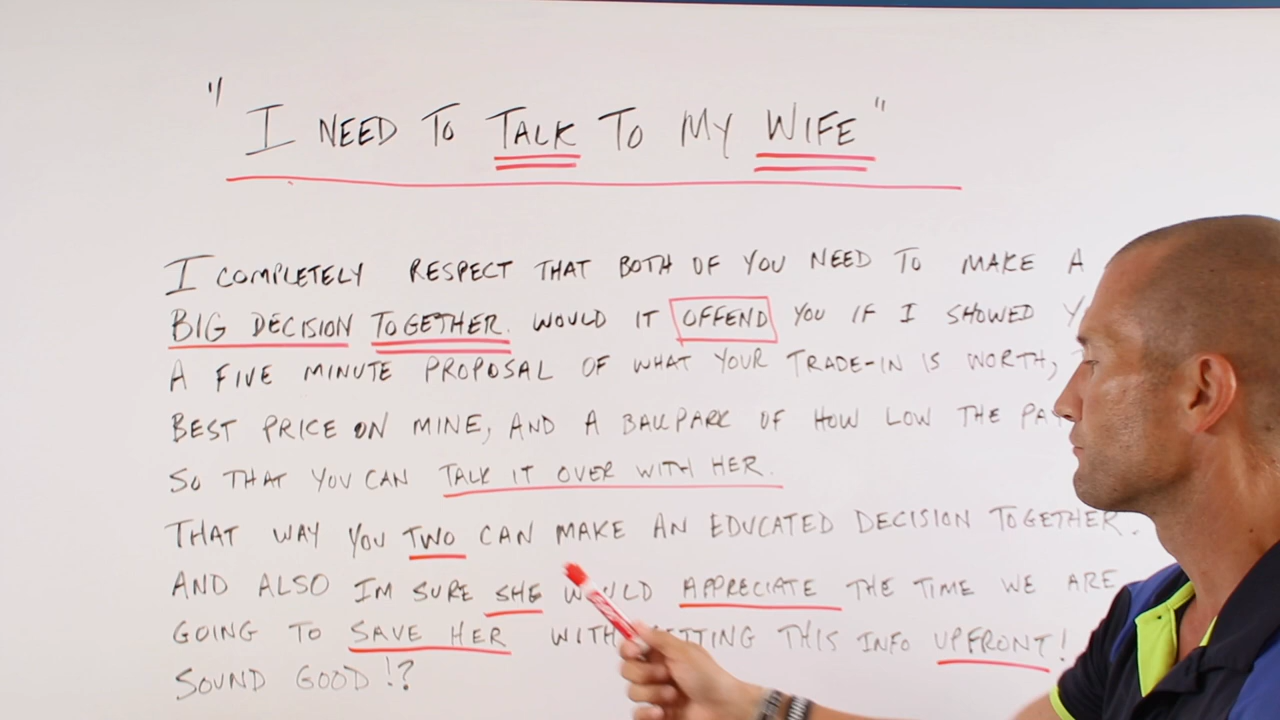 "I NEED TO TALK TO MY WIFE"
I COMPLETELY RESPECT THAT BOTH OF YOU NEED TO MAKE A
BIG DECISION TOGETHER. WOULD IT OFFEND YOU IF I SHOWED
A FIVE MINUTE PROPOSAL OF WHAT YOUR TRADE-IN IS WORTH,
BEST PRICE ON MINE, AND A BALLPARK OF HOW LOW THE
SO THAT YOU CAN TALK IT OVER WITH HER.
THAT WAY YOU TWO CAN MAKE AN EDUCATED DECISION TOGETHER.
AND ALSO IM SURE SHE WOULD APPRECIATE THE TIME WE ARE
GOING TO SAVE HER WITH GETTING THIS INFO UPFRONT!
SOUND GOOD!?